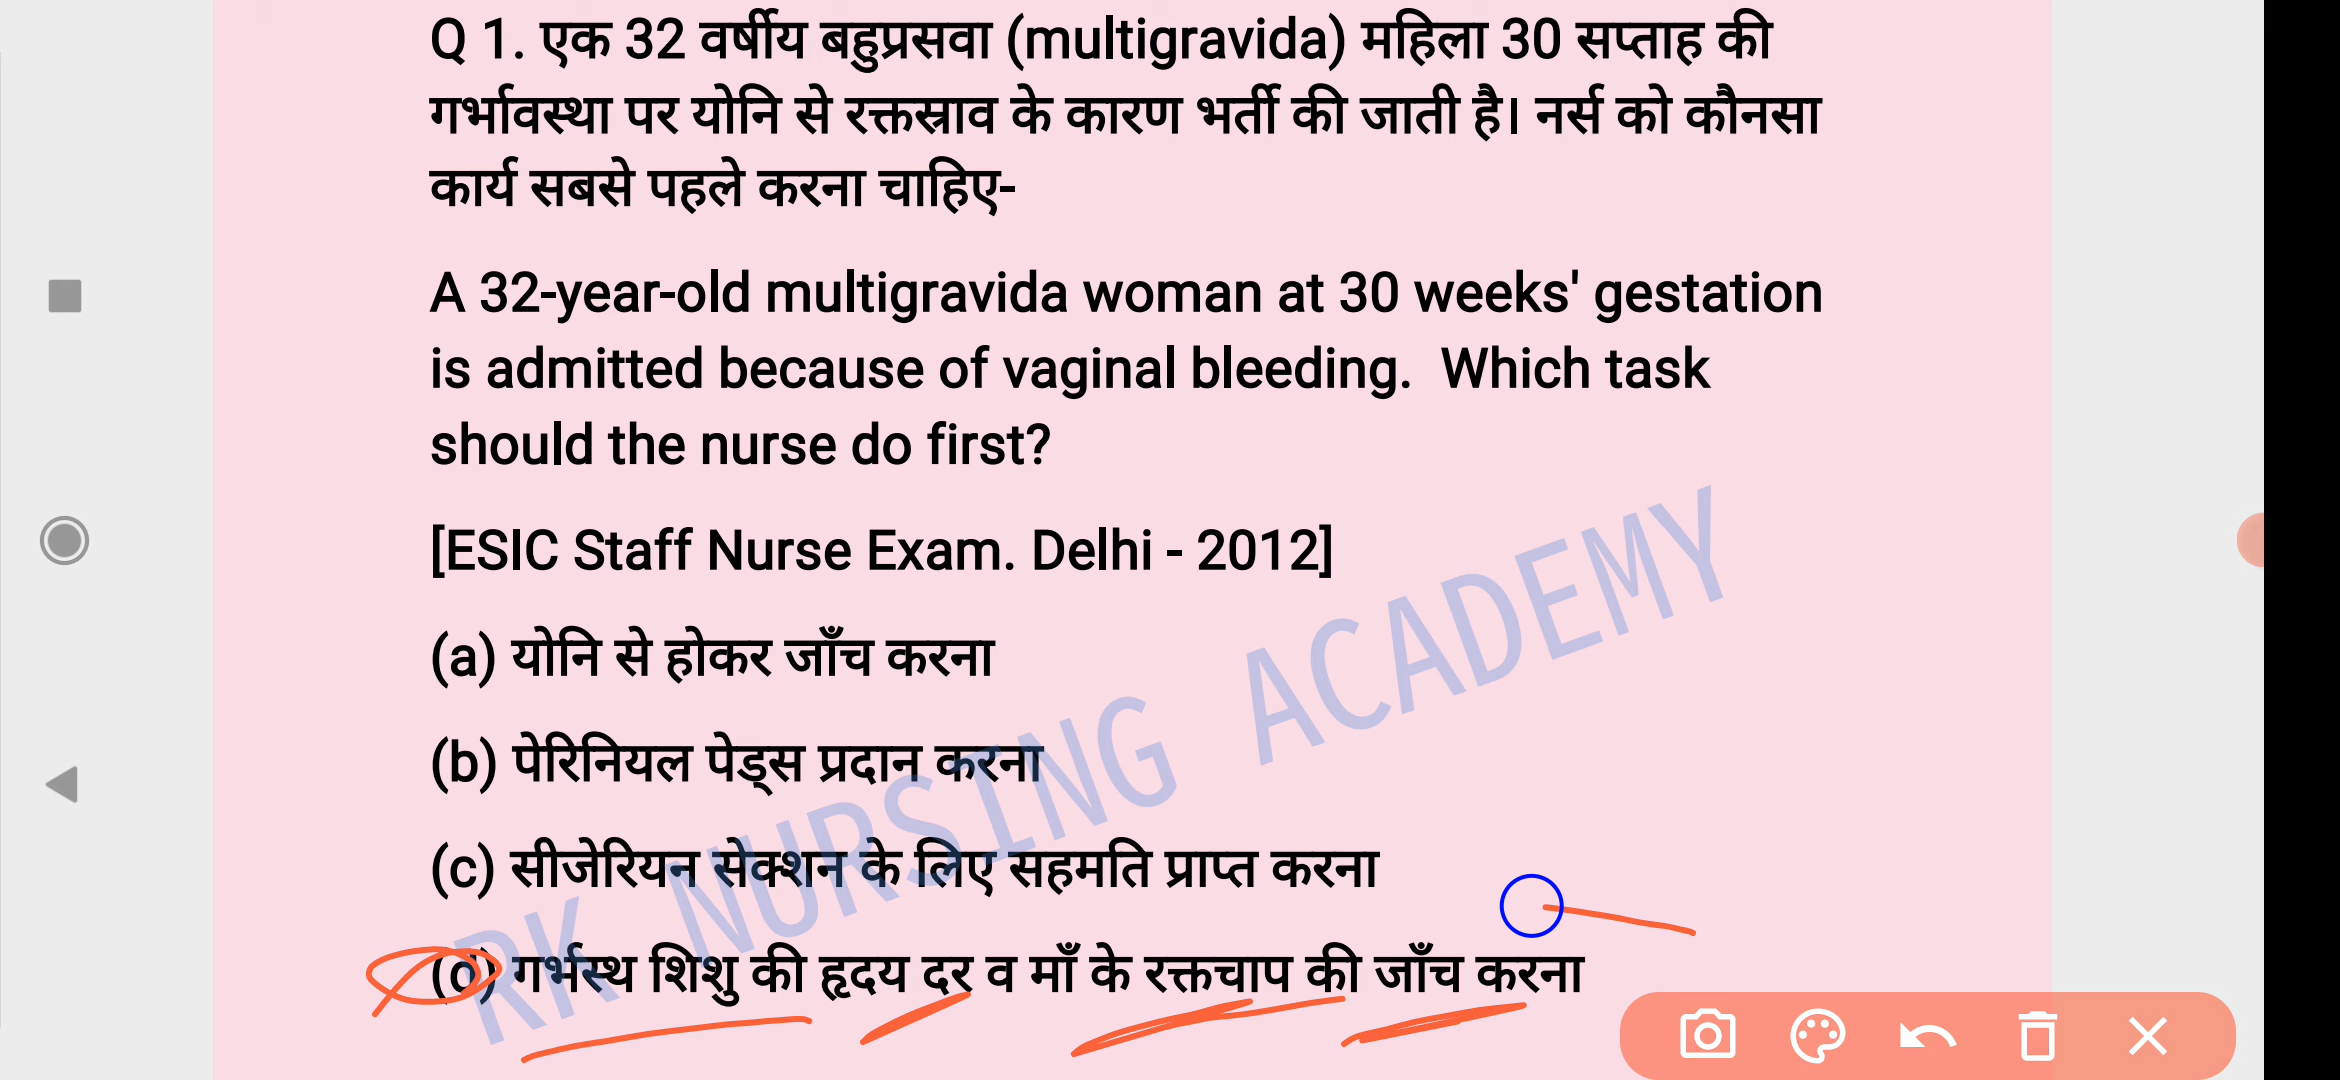 Q 1. एक 32 वर्षीय बहुप्रसवा (multigravida) महिला 30 सप्ताह की
गर्भावस्था पर योनि से रक्तस्राव के कारण भर्ती की जाती है। नर्स को कौनसा
कार्य सबसे पहले करना चाहिए-
A 32-year-old multigravida woman at 30 weeks' gestation
is admitted because of vaginal bleeding. Which task
should the nurse do first?
[ESIC Staff Nurse Exam. Delhi - 2012]
(a) योनि से होकर जाँच करना
(b) पेरिनियल पेड्स प्रदान करना
(c) सीजेरियन सेक्शन के लिए सहमति प्राप्त करना
(d) गर्भस्थ शिशु की हृदय दर व माँ के रक्तचाप की जाँच करना
RK NURSING ACADEMY